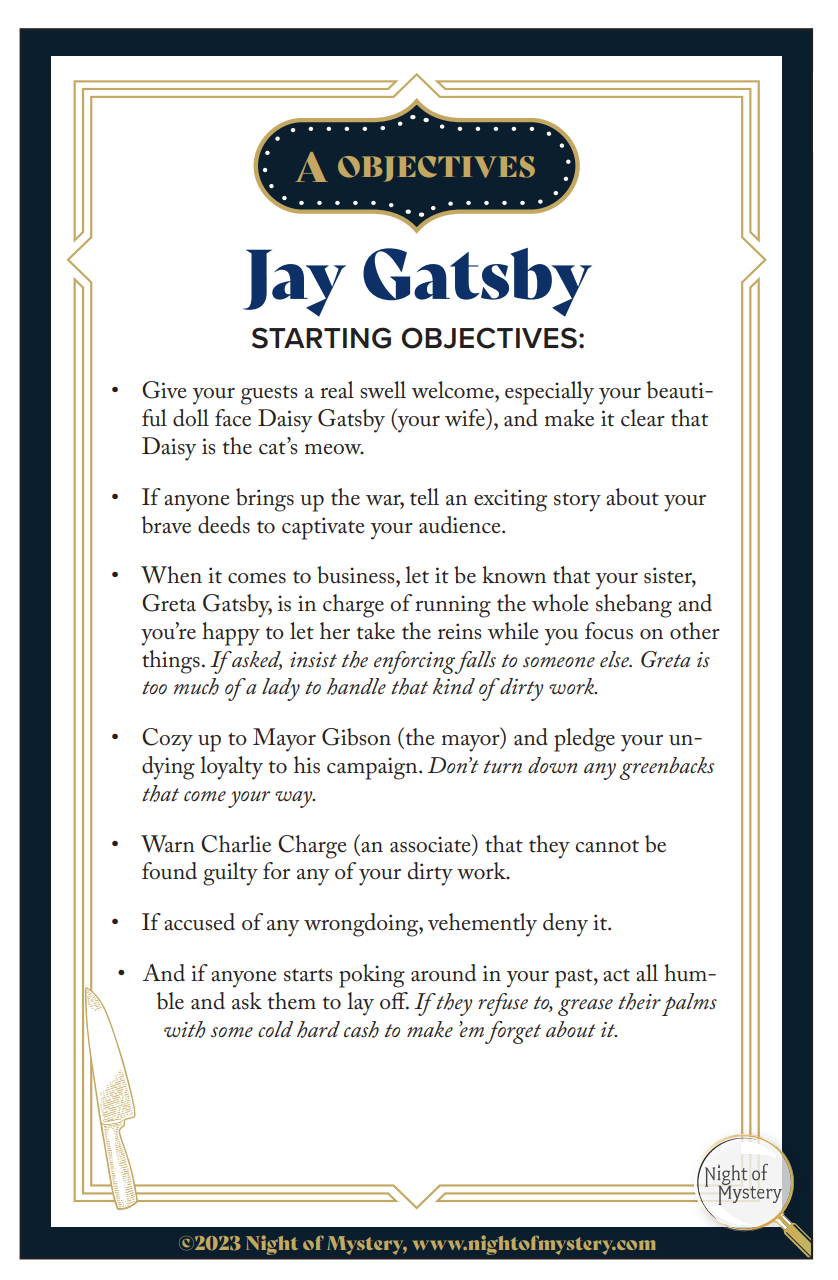 A OBJECTIVES
Jay Gatsby
STARTING OBJECTIVES:
• Give your guests a real swell welcome, especially your beauti-
ful doll face Daisy Gatsby (your wife), and make it clear that
Daisy is the cat's meow.
• If anyone brings up the war, tell an exciting story about your
brave deeds to captivate your audience.
• When it comes to business, let it be known that your sister,
Greta Gatsby, is in charge of running the whole shebang and
you're happy to let her take the reins while you focus on other
things. If asked, insist the enforcing falls to someone else. Greta is
too much of a lady to handle that kind of dirty work.
• Cozy up to Mayor Gibson (the mayor) and pledge your un-
dying loyalty to his campaign. Don't turn down any greenbacks
that come your way.
• Warn Charlie Charge (an associate) that they cannot be
found guilty for any of your dirty work.
• If accused of any wrongdoing, vehemently deny it.
• And if anyone starts poking around in your past, act all hum-
ble and ask them to lay off. If they refuse to, grease their palms
with some cold hard cash to make 'em forget about it.
Night of
Mystery
©2023 Night of Mystery, www.nightofmystery.com